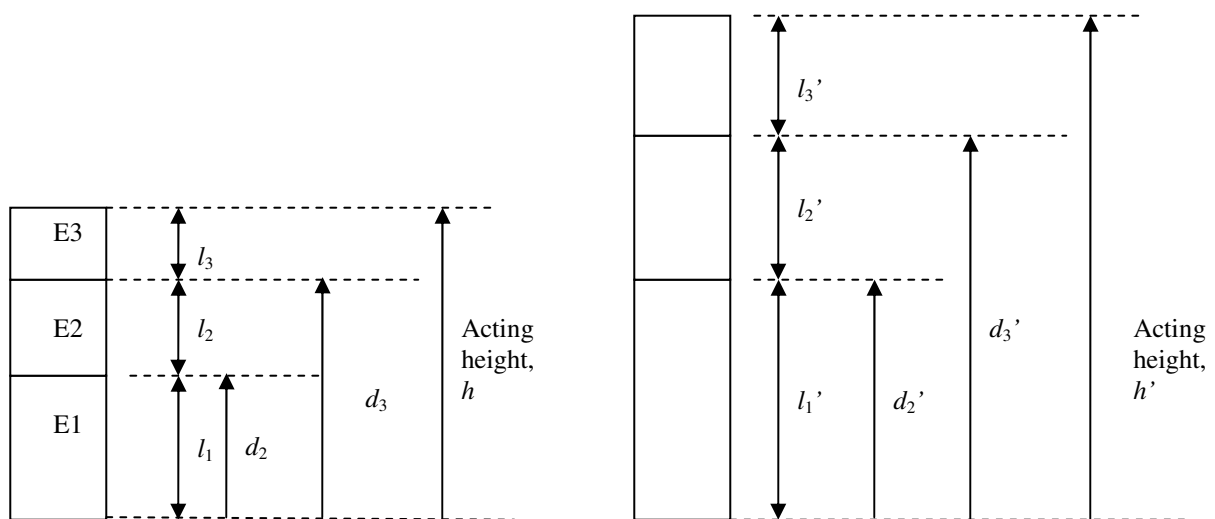 E3
E2
E1
l₃
l₂
l₁
d₂
d₃
Acting
height,
h
l₃’
l₂’
l₁’
d₂’
d₃’
Acting
height,
h’